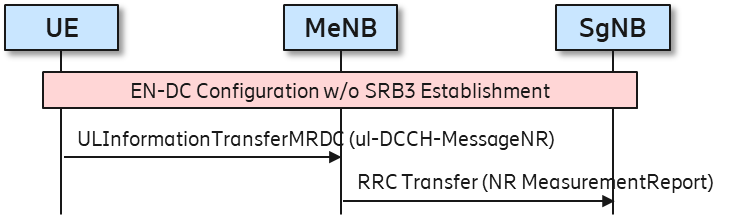 UE
MeNB
SgNB
EN-DC Configuration w/o SRB3 Establishment
ULInformationTransferMRDC (ul-DCCH-MessageNR)
RRC Transfer (NR MeasurementReport)